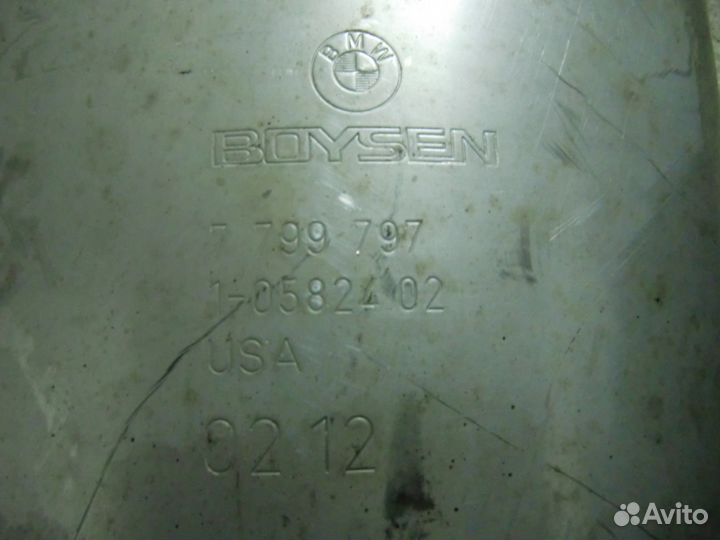 BMW
BOYSEN
7 799 797
1-05824 02
USA
02 12
Avito